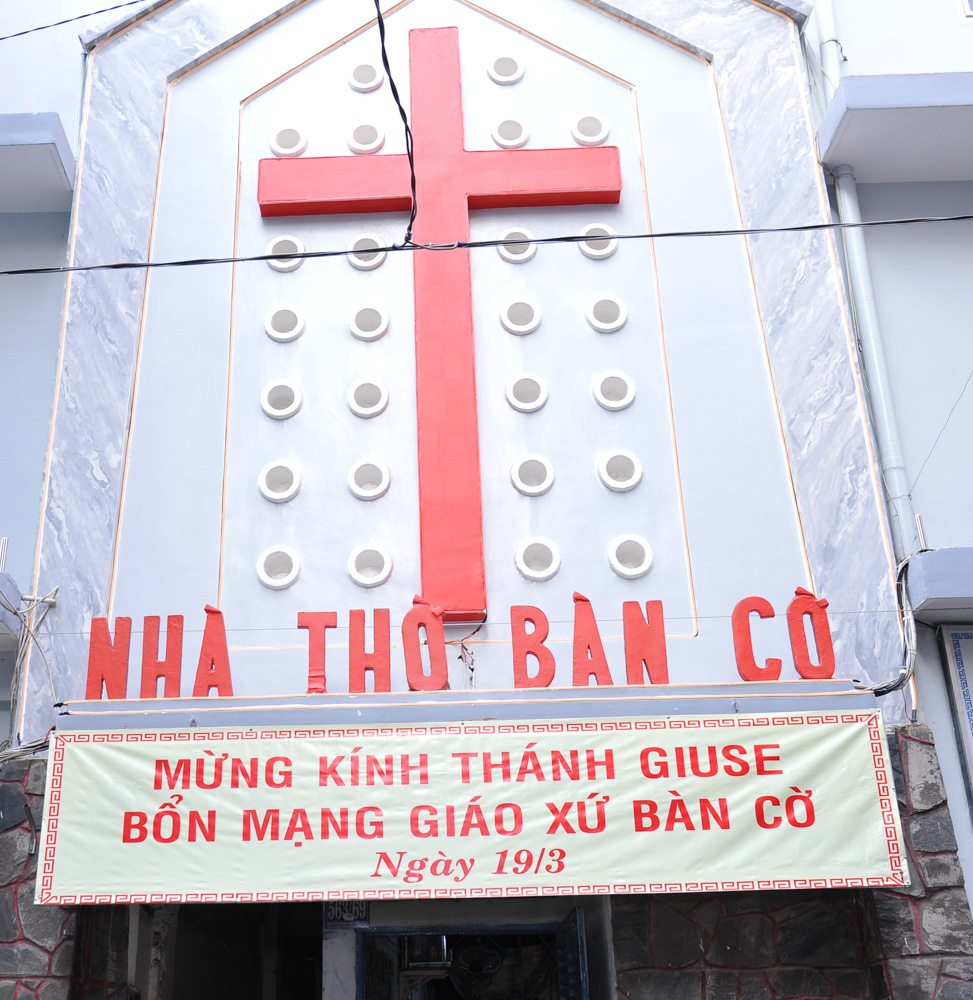 NHÀ THỜ BÀN CỜ
MỪNG KÍNH THÁNH GIUSE
BỔN MẠNG GIÁO XỨ BÀN CỜ
Ngày 19/3